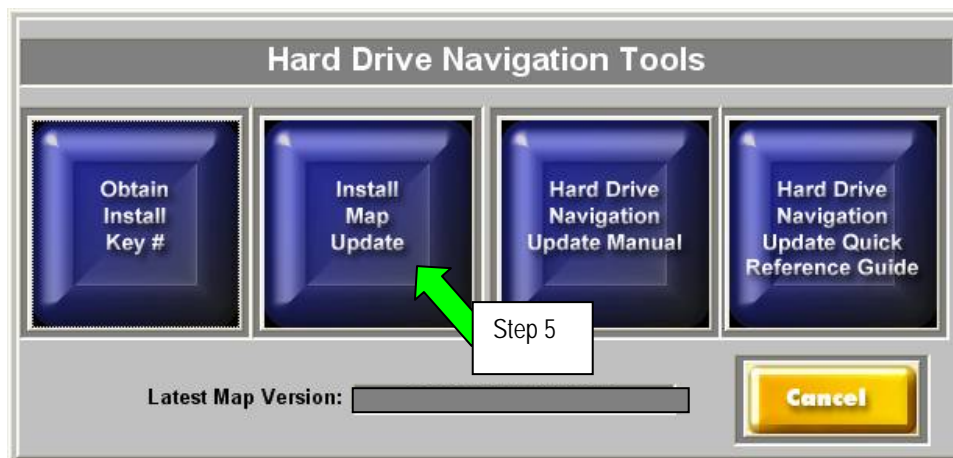 Hard Drive Navigation Tools
Obtain
Install
Key #
Install
Map
Update
Hard Drive
Navigation
Update Manual
Hard Drive
Navigation
Update Quick
Reference Guide
Step 5
Latest Map Version:
Cancel